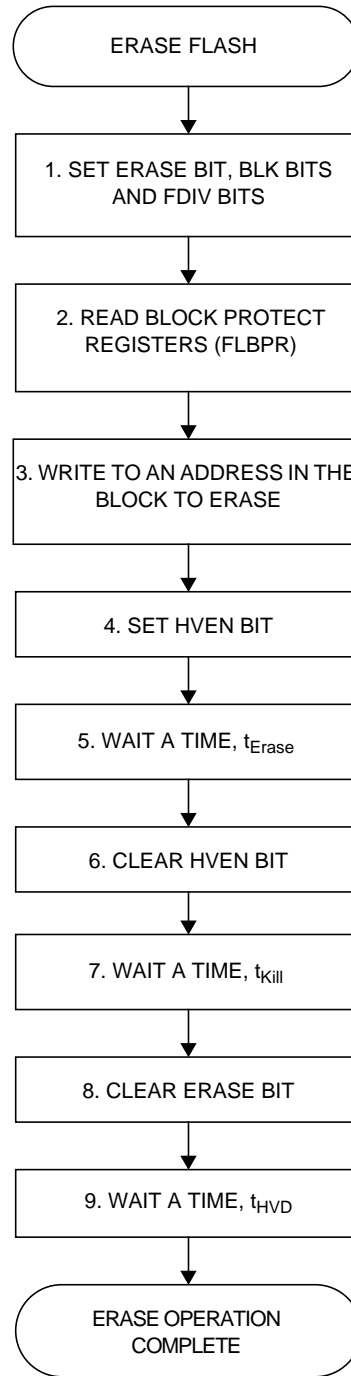 ERASE FLASH
1. SET ERASE BIT, BLK BITS
AND FDIV BITS
2. READ BLOCK PROTECT
REGISTERS (FLBPR)
3. WRITE TO AN ADDRESS IN THE
BLOCK TO ERASE
4. SET HVEN BIT
5. WAIT A TIME, tErase
6. CLEAR HVEN BIT
7. WAIT A TIME, tKill
8. CLEAR ERASE BIT
9. WAIT A TIME, tHVD
ERASE OPERATION
COMPLETE